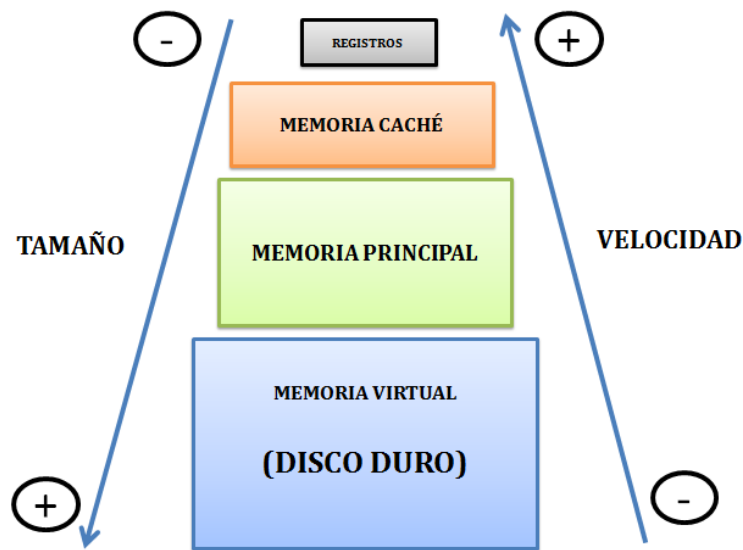 -
REGISTROS
+
MEMORIA CACHÉ
TAMAÑO
MEMORIA PRINCIPAL
VELOCIDAD
MEMORIA VIRTUAL
(DISCO DURO)
+
-